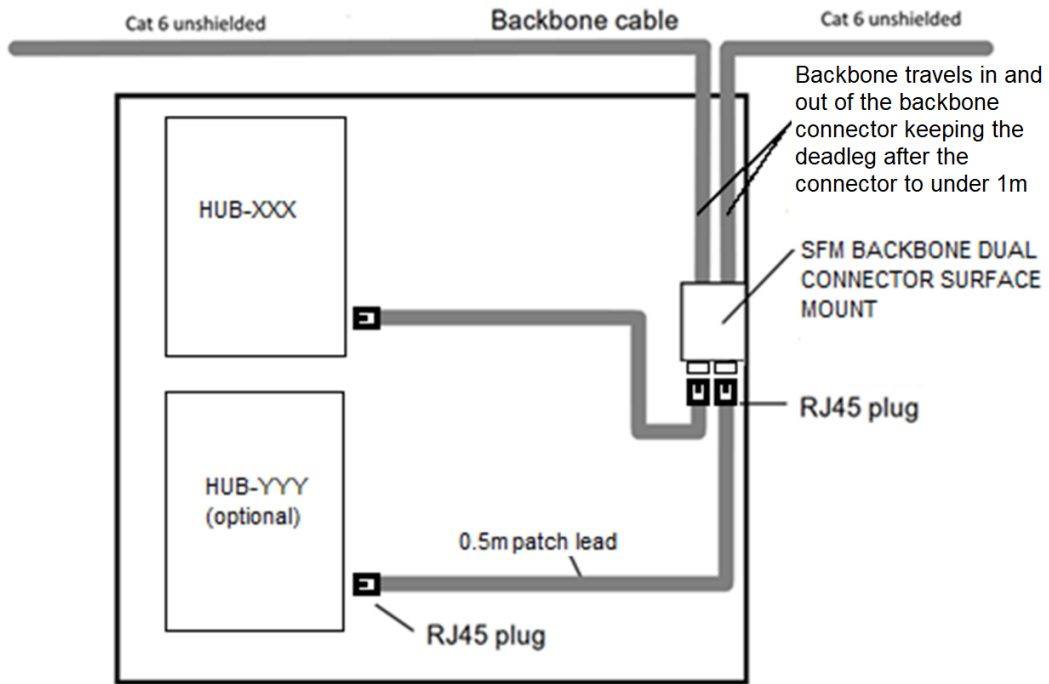 Cat 6 unshielded
Backbone cable
Cat 6 unshielded
Backbone travels in and
out of the backbone
connector keeping the
deadleg after the
connector to under 1m
HUB-XXX
SFM BACKBONE DUAL
CONNECTOR SURFACE
MOUNT
RJ45 plug
HUB-YYY
(optional)
0.5m patch lead
RJ45 plug